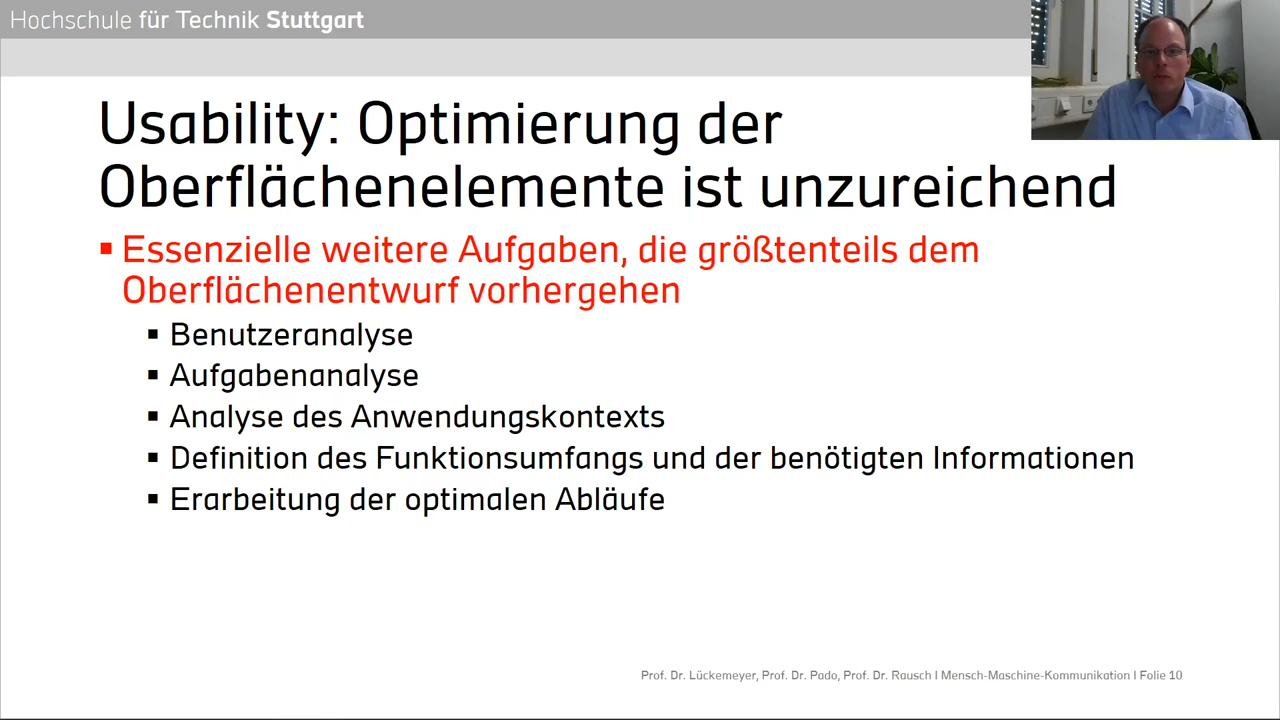 Hochschule für Technik Stuttgart
Usability: Optimierung der
Oberflächenelemente ist unzureichend
▪ Essenzielle weitere Aufgaben, die größtenteils dem
Oberflächenentwurf vorhergehen
▪ Benutzeranalyse
▪ Aufgabenanalyse
▪ Analyse des Anwendungskontexts
▪ Definition des Funktionsumfangs und der benötigten Informationen
▪ Erarbeitung der optimalen Abläufe
Prof. Dr. Lückemeyer, Prof. Dr. Pado, Prof. Dr. Rausch I Mensch-Maschine-Kommunikation I Folie 10